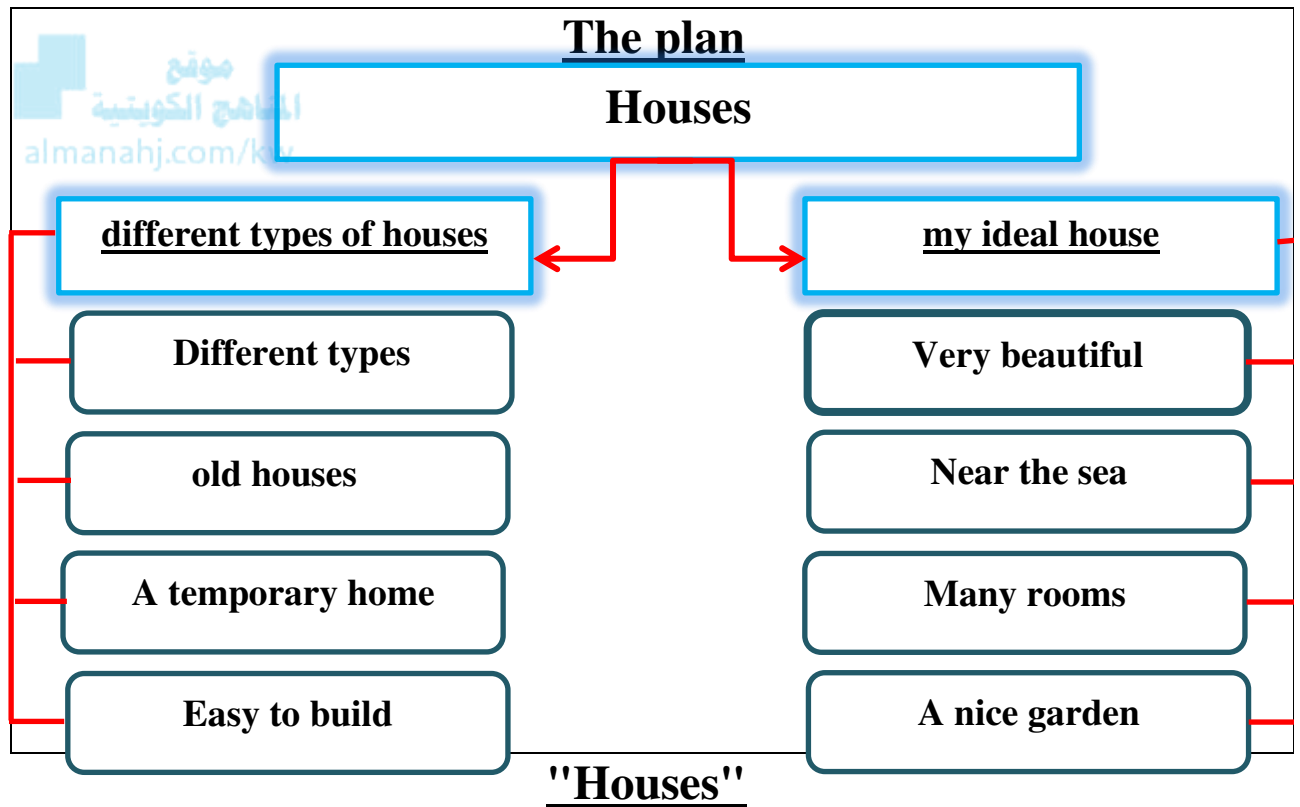 The plan
موقع
المناهج الكويتية
almanahj.com/kw
Houses
different types of houses
my ideal house
Different types
Very beautiful
old houses
Near the sea
A temporary home
Many rooms
Easy to build
A nice garden
"Houses"